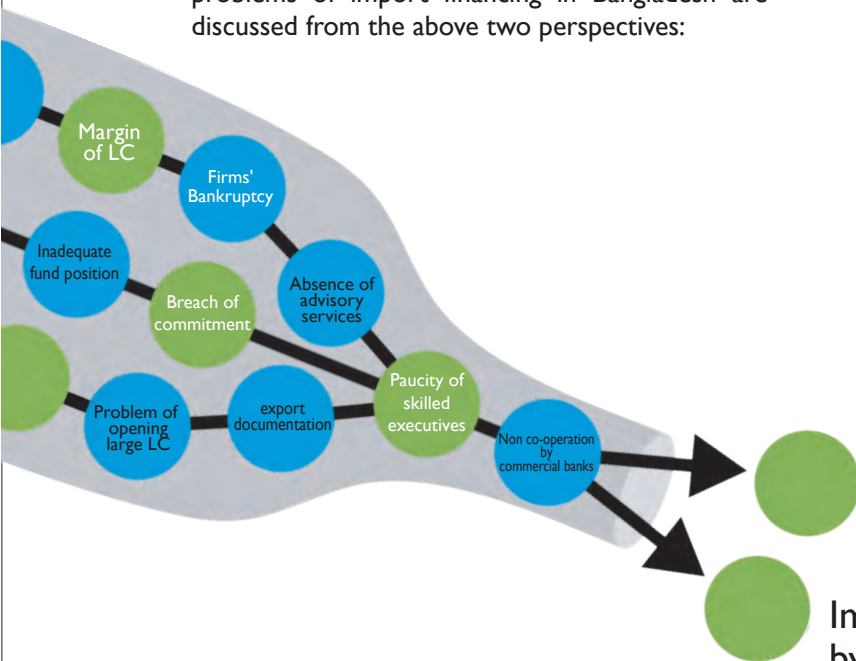 discussed from the above two perspectives:
Margin
of LC
Firms'
Bankruptcy
Inadequate
fund position
Breach of
commitment
Absence of
advisory
services
Problem of
opening
large LC
export
documentation
Paucity of
skilled
executives
Non co-operation
by
commercial banks